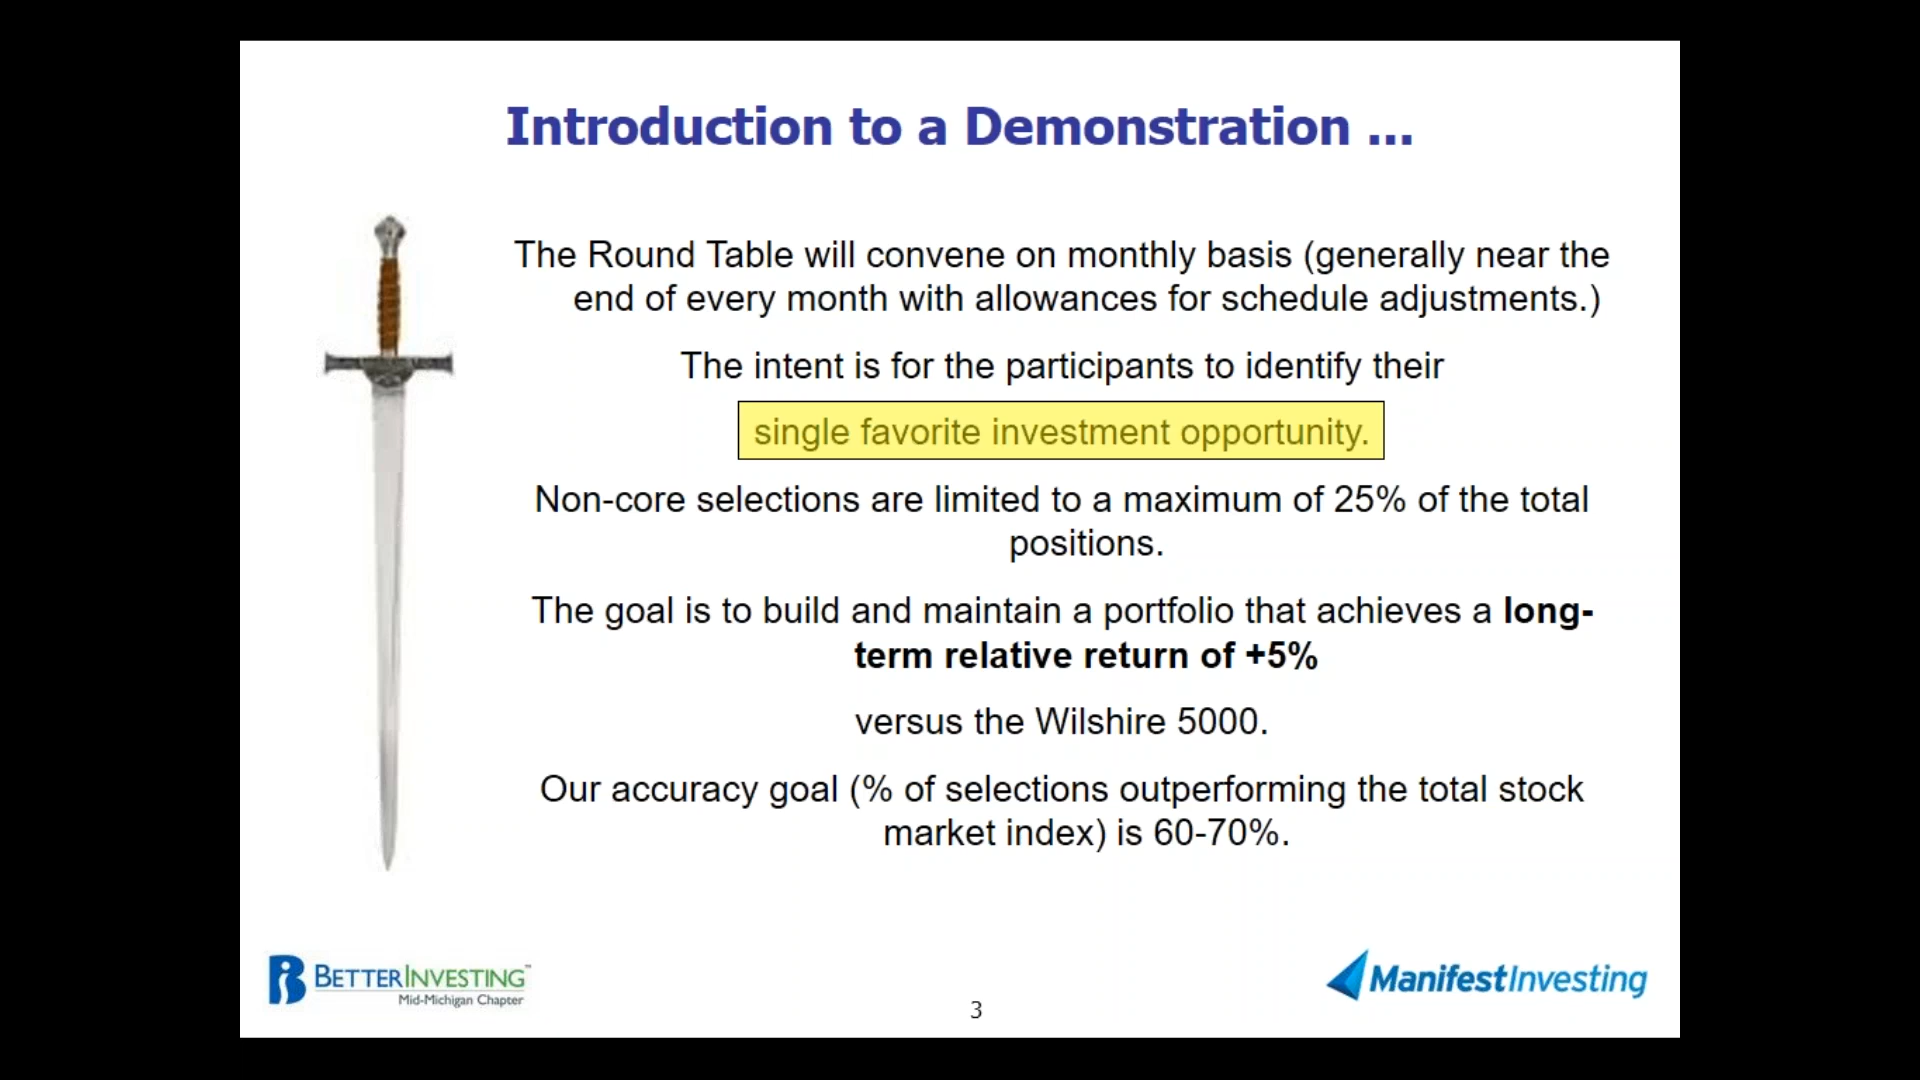 Introduction to a Demonstration ...
The Round Table will convene on monthly basis (generally near the
end of every month with allowances for schedule adjustments.)
The intent is for the participants to identify their
single favorite investment opportunity.
Non-core selections are limited to a maximum of 25% of the total
positions.
The goal is to build and maintain a portfolio that achieves a long-
term relative return of +5%
versus the Wilshire 5000.
Our accuracy goal (% of selections outperforming the total stock
market index) is 60-70%.
BETTERINVESTING™
Mid-Michigan Chapter
3
ManifestInvesting